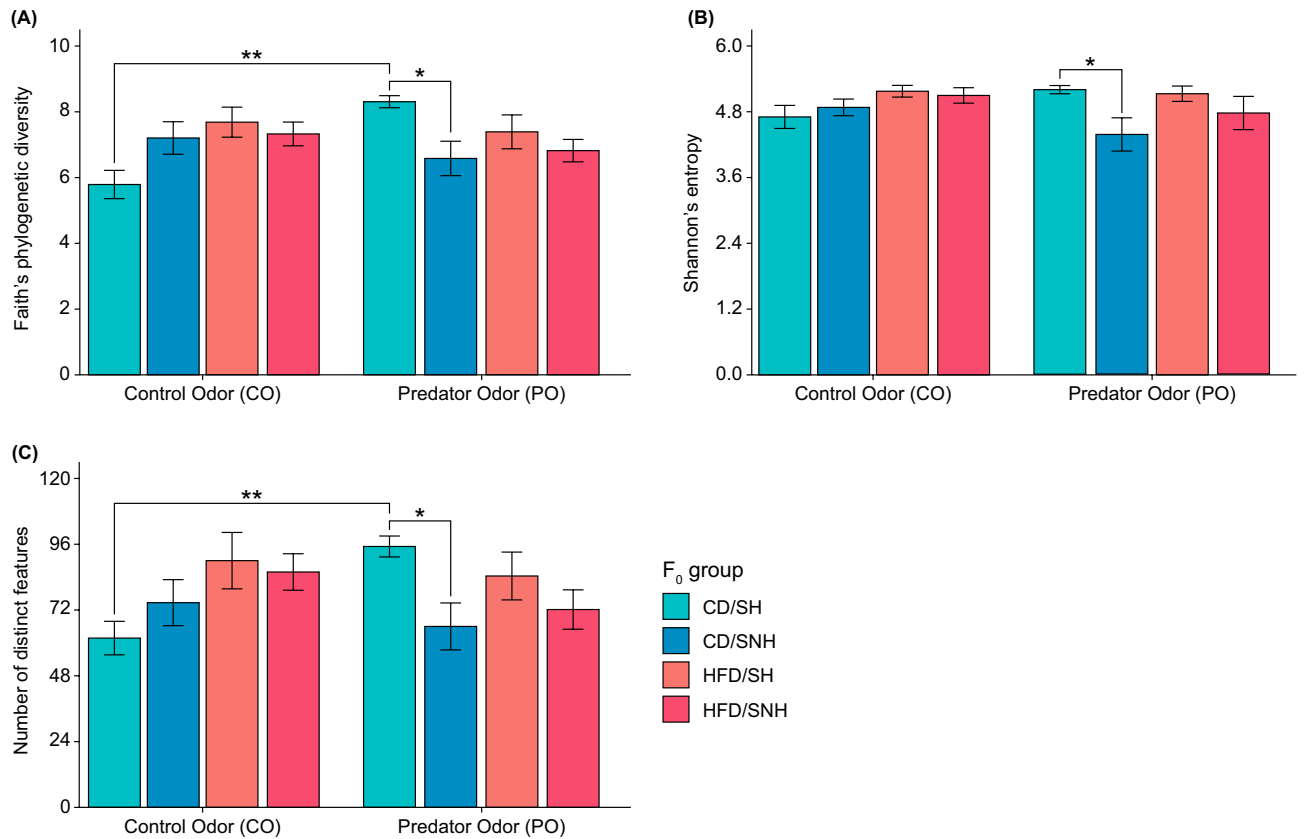 (A)
Faith's phylogenetic diversity
10
8
6
4
2
0
**
*
Control Odor (CO)
Predator Odor (PO)
(B)
Shannon's entropy
6.0
4.8
3.6
2.4
1.2
0.0
*
Control Odor (CO)
Predator Odor (PO)
(C)
Number of distinct features
120
96
72
48
24
0
**
*
Control Odor (CO)
Predator Odor (PO)
F0 group
CD/SH
CD/SNH
HFD/SH
HFD/SNH